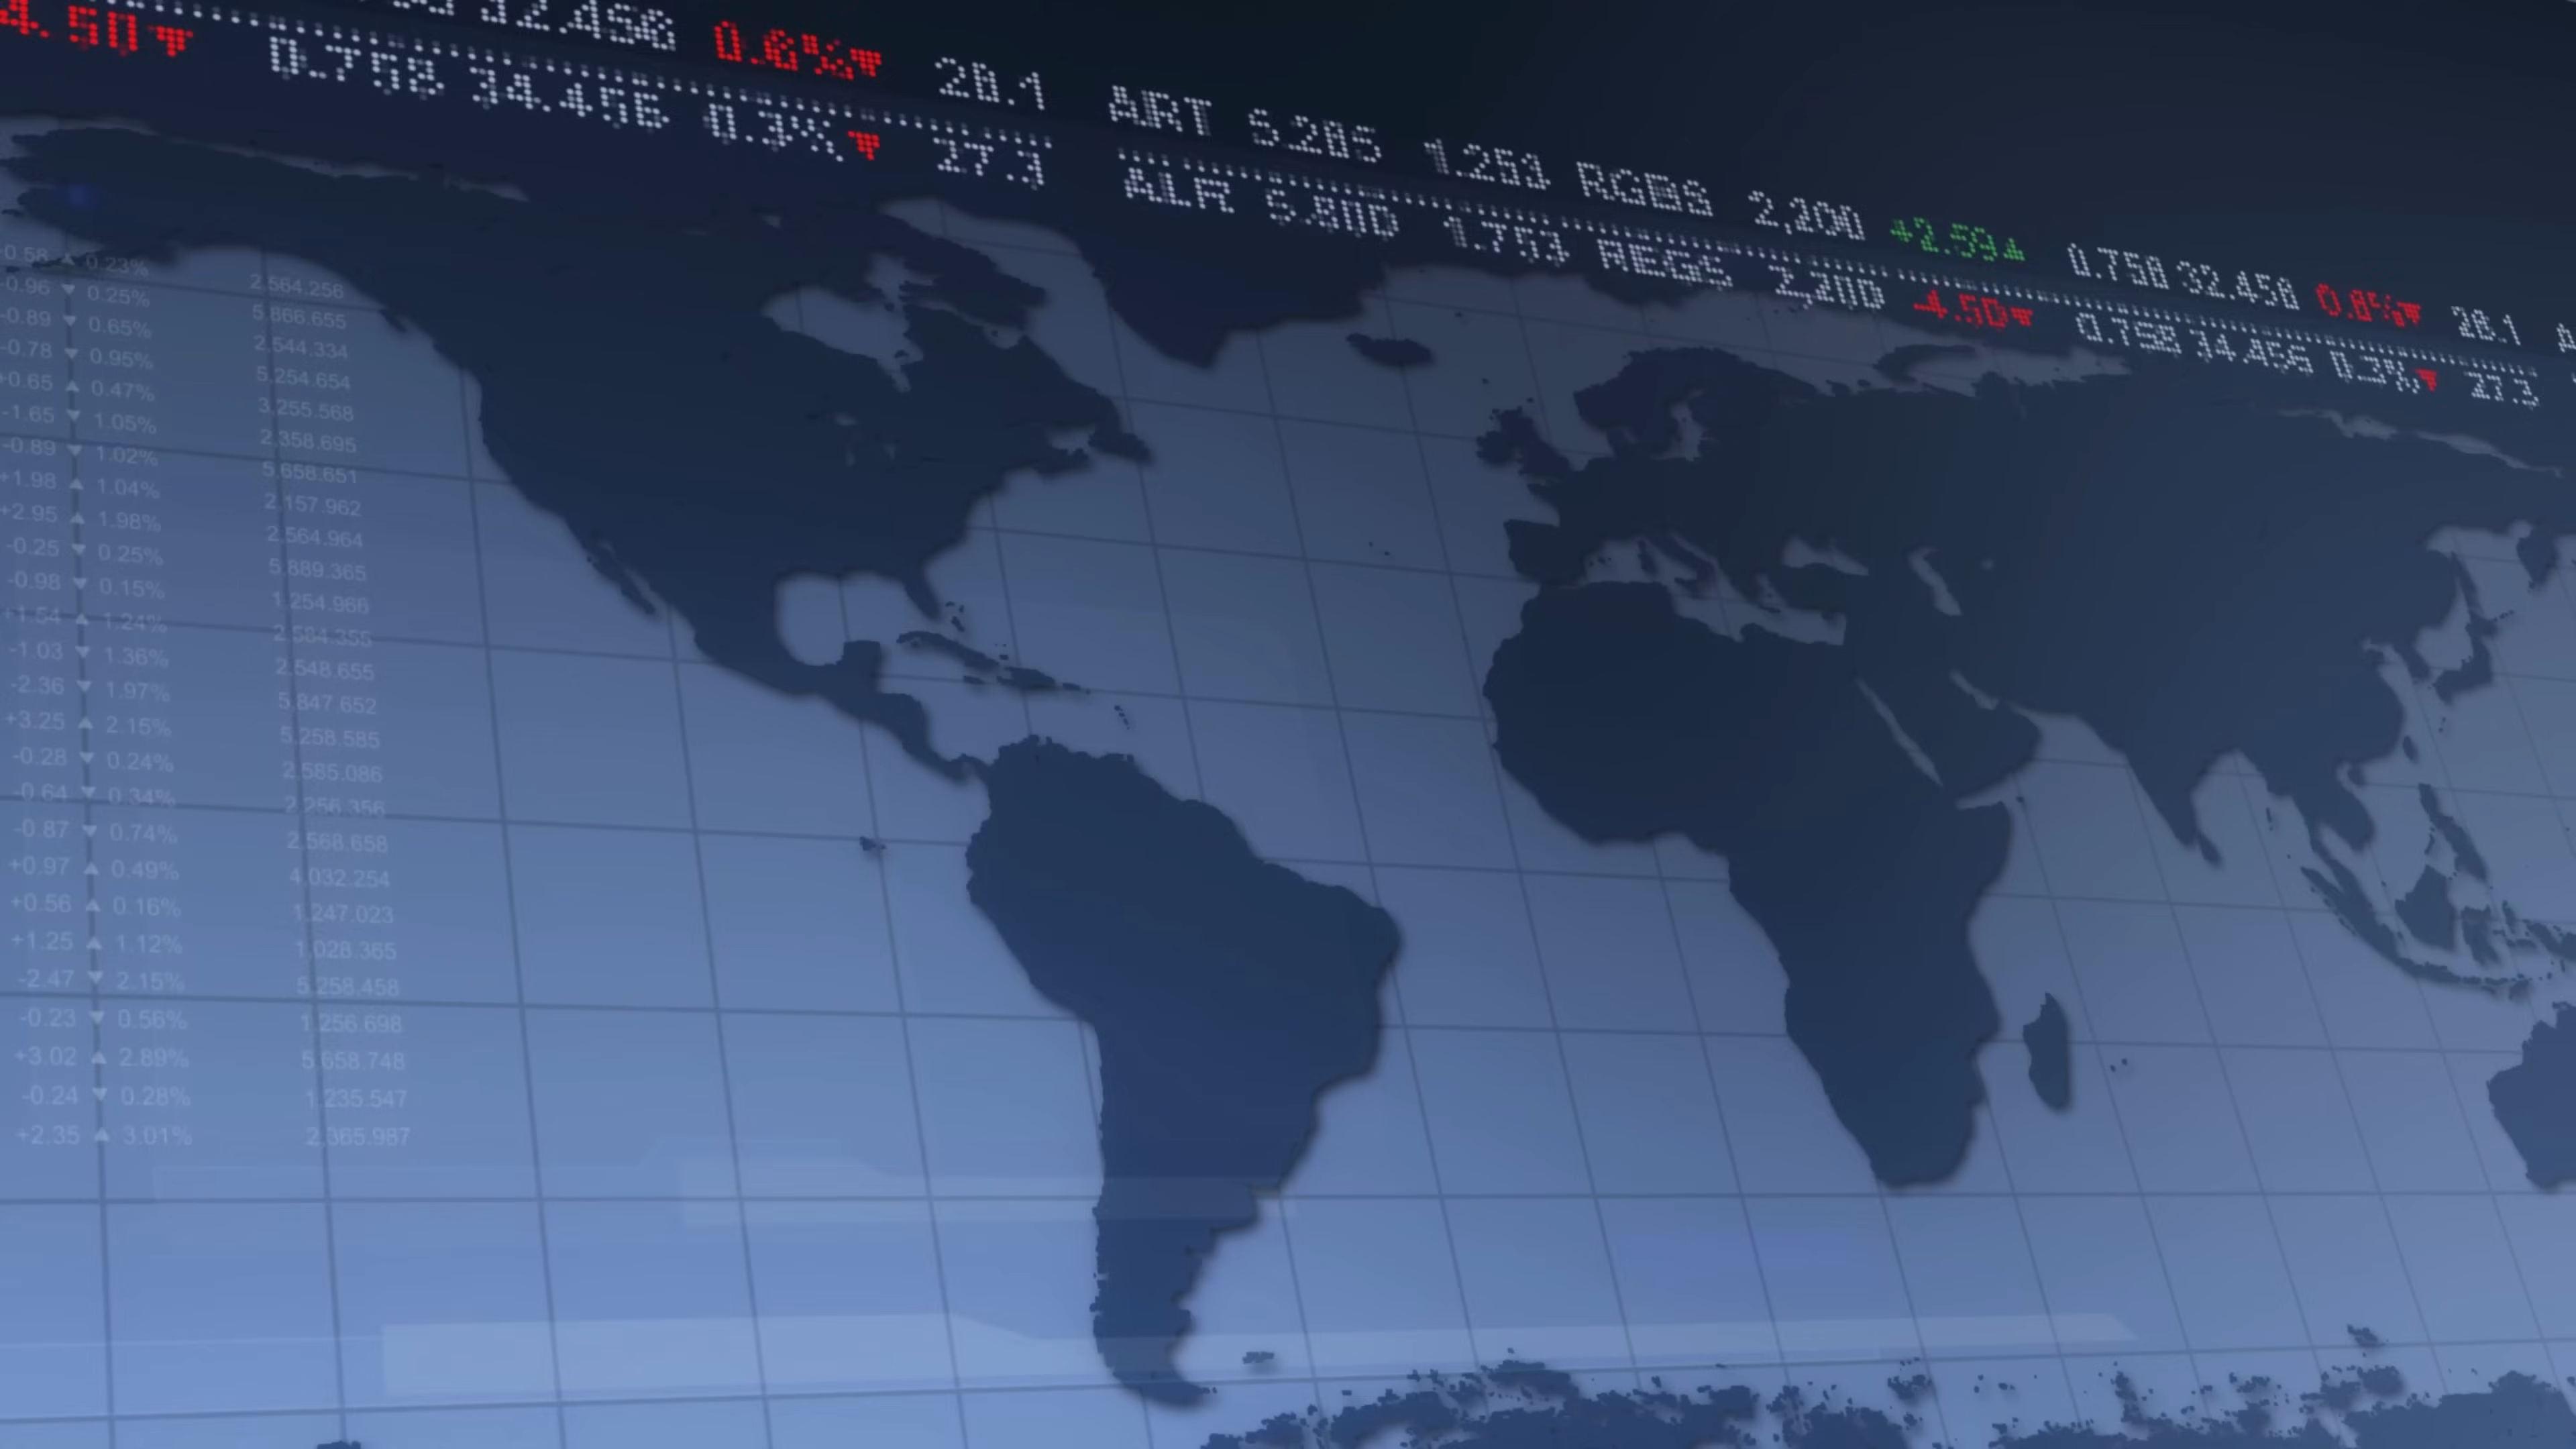 32.456 0.6%▼ 20.1 ART 5.285 1.253 RGBS 2,200 +2.59▲ 0.758 32.458 0.8%▼ 28.1
4.50▼ 0.758 34.456 0.3%▼ 27.3 ALR 5.800 1.753 REGS 2,200 -4.50▼ 0.758 34.456 0.3%▼ 27.3
-0.58 ▲ 0.23% 2.564.256
-0.96 ▼ 0.25% 5.866.655
-0.89 ▼ 0.65% 2.544.334
-0.78 ▼ 0.95% 5.254.654
+0.65 ▲ 0.47% 3.255.568
-1.65 ▼ 1.05% 2.358.695
-0.89 ▼ 1.02% 5.658.651
+1.98 ▲ 1.04% 2.157.962
+2.95 ▲ 1.98% 2.564.964
-0.25 ▼ 0.25% 5.889.365
-0.98 ▼ 0.15% 1.254.966
+1.54 ▲ 1.24% 2.584.355
-1.03 ▼ 1.36% 2.548.655
-2.36 ▼ 1.97% 5.847.652
+3.25 ▲ 2.15% 5.258.585
-0.28 ▼ 0.24% 2.585.086
-0.64 ▼ 0.34% 2.256.356
-0.87 ▼ 0.74% 2.568.658
+0.97 ▲ 0.49% 4.032.254
+0.56 ▲ 0.16% 1.247.023
+1.25 ▲ 1.12% 1.028.365
-2.47 ▼ 2.15% 5.258.458
-0.23 ▼ 0.56% 1.256.698
+3.02 ▲ 2.89% 5.658.748
-0.24 ▼ 0.28% 1.235.547
+2.35 ▲ 3.01% 2.365.987